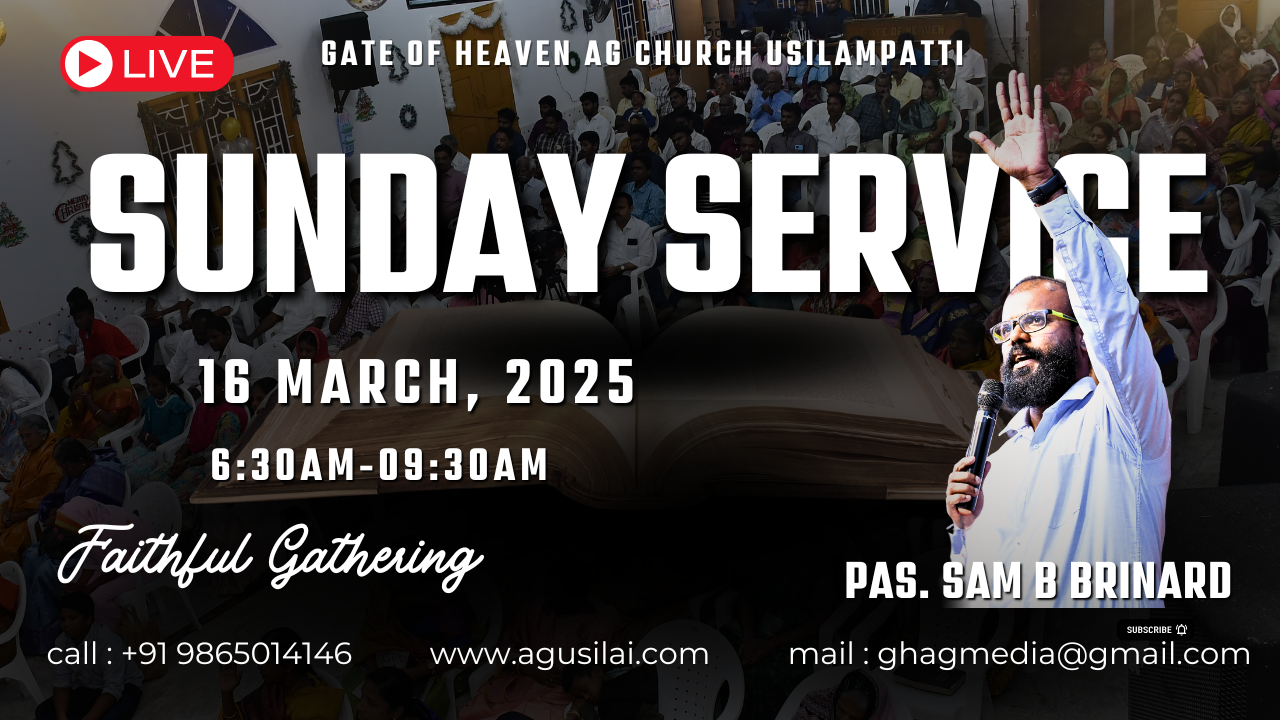 LIVE
GATE OF HEAVEN AG CHURCH USILAMPATTI
SUNDAY SERVICE
16 MARCH, 2025
6:30AM-09:30AM
Faithful Gathering
PAS. SAM B BRINARD
SUBSCRIBE
call : +91 9865014146
www.agusilai.com
mail : ghagmedia@gmail.com